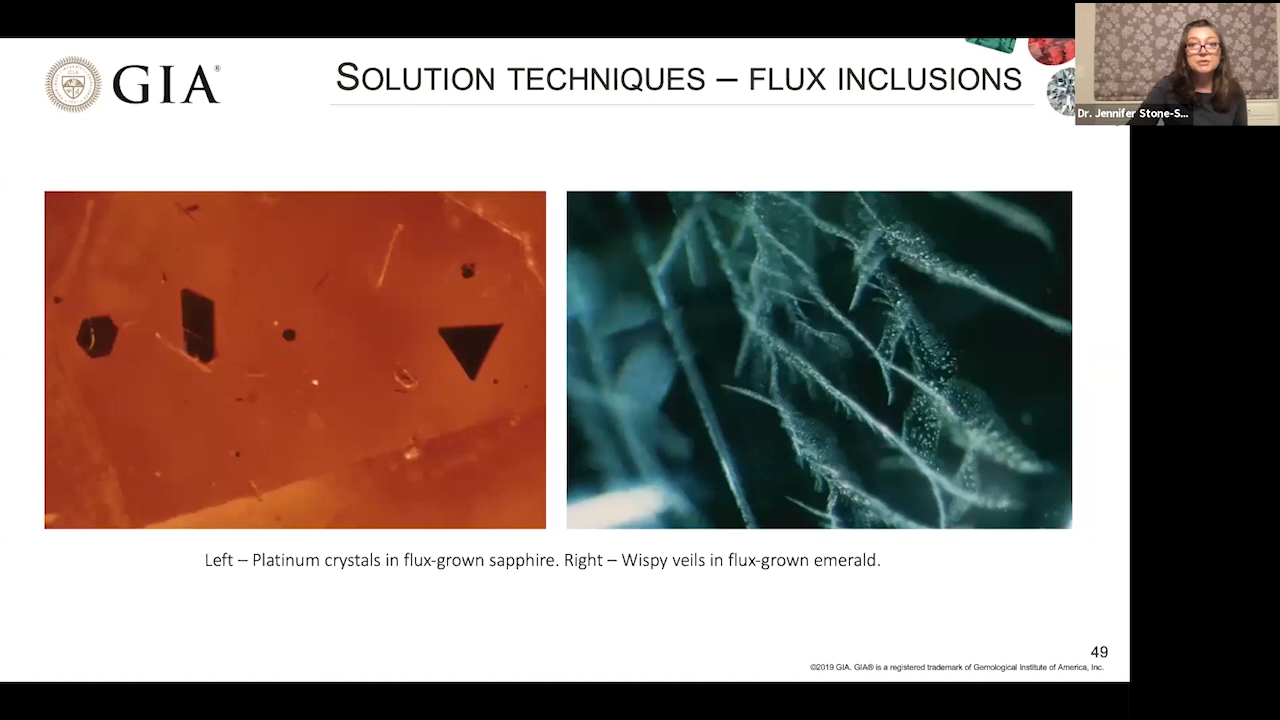 GIA®
SOLUTION TECHNIQUES – FLUX INCLUSIONS
Dr. Jennifer Stone-S...
Left – Platinum crystals in flux-grown sapphire. Right – Wispy veils in flux-grown emerald.
49
©2019 GIA. GIA® is a registered trademark of Gemological Institute of America, Inc.